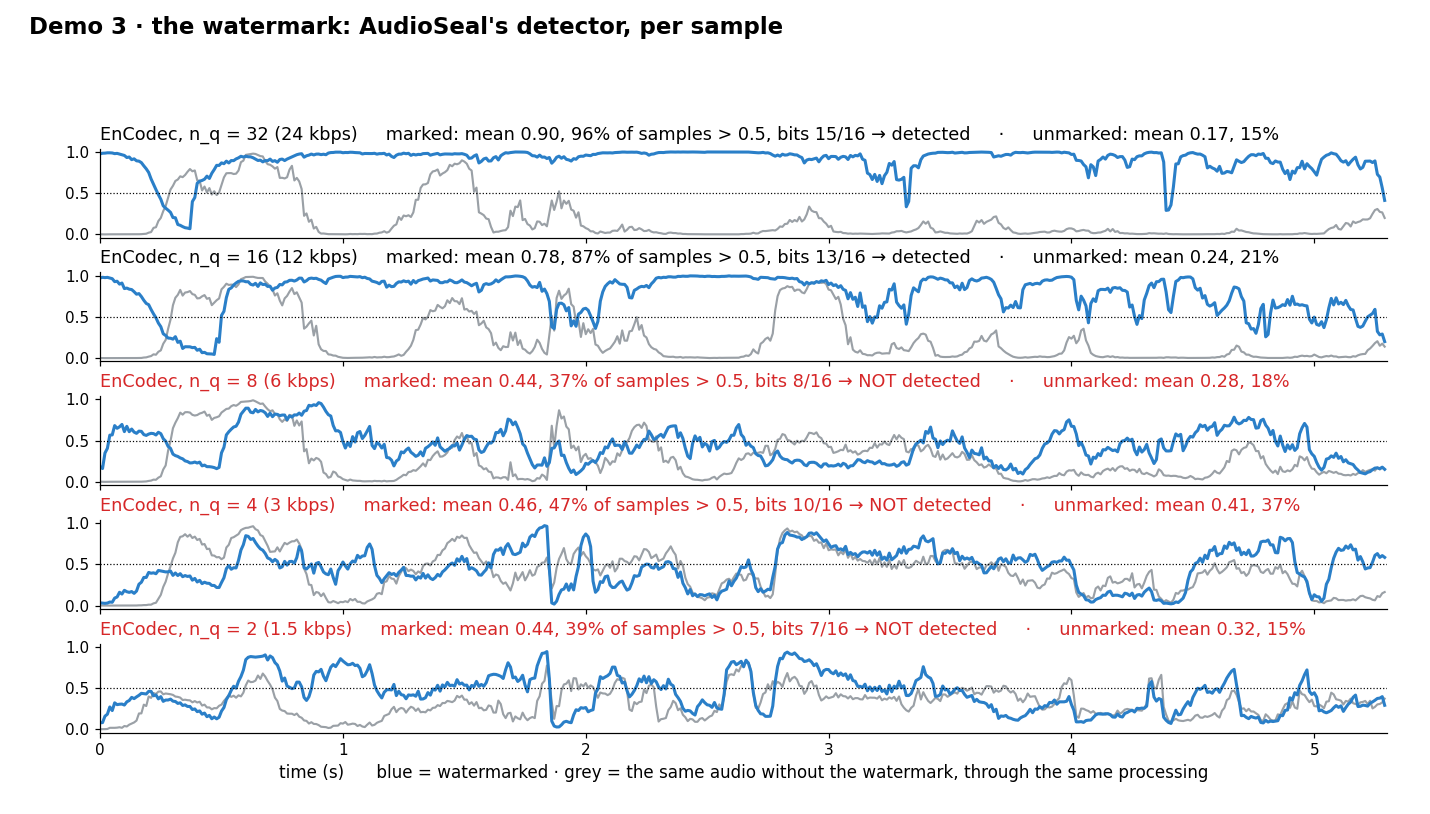 Demo 3 · the watermark: AudioSeal's detector, per sample
EnCodec, n_q = 32 (24 kbps) marked: mean 0.90, 96% of samples > 0.5, bits 15/16 → detected · unmarked: mean 0.17, 15%
1.0
0.5
0.0
EnCodec, n_q = 16 (12 kbps) marked: mean 0.78, 87% of samples > 0.5, bits 13/16 → detected · unmarked: mean 0.24, 21%
1.0
0.5
0.0
EnCodec, n_q = 8 (6 kbps) marked: mean 0.44, 37% of samples > 0.5, bits 8/16 → NOT detected · unmarked: mean 0.28, 18%
1.0
0.5
0.0
EnCodec, n_q = 4 (3 kbps) marked: mean 0.46, 47% of samples > 0.5, bits 10/16 → NOT detected · unmarked: mean 0.41, 37%
1.0
0.5
0.0
EnCodec, n_q = 2 (1.5 kbps) marked: mean 0.44, 39% of samples > 0.5, bits 7/16 → NOT detected · unmarked: mean 0.32, 15%
1.0
0.5
0.0
0 1 2 3 4 5
time (s) blue = watermarked · grey = the same audio without the watermark, through the same processing